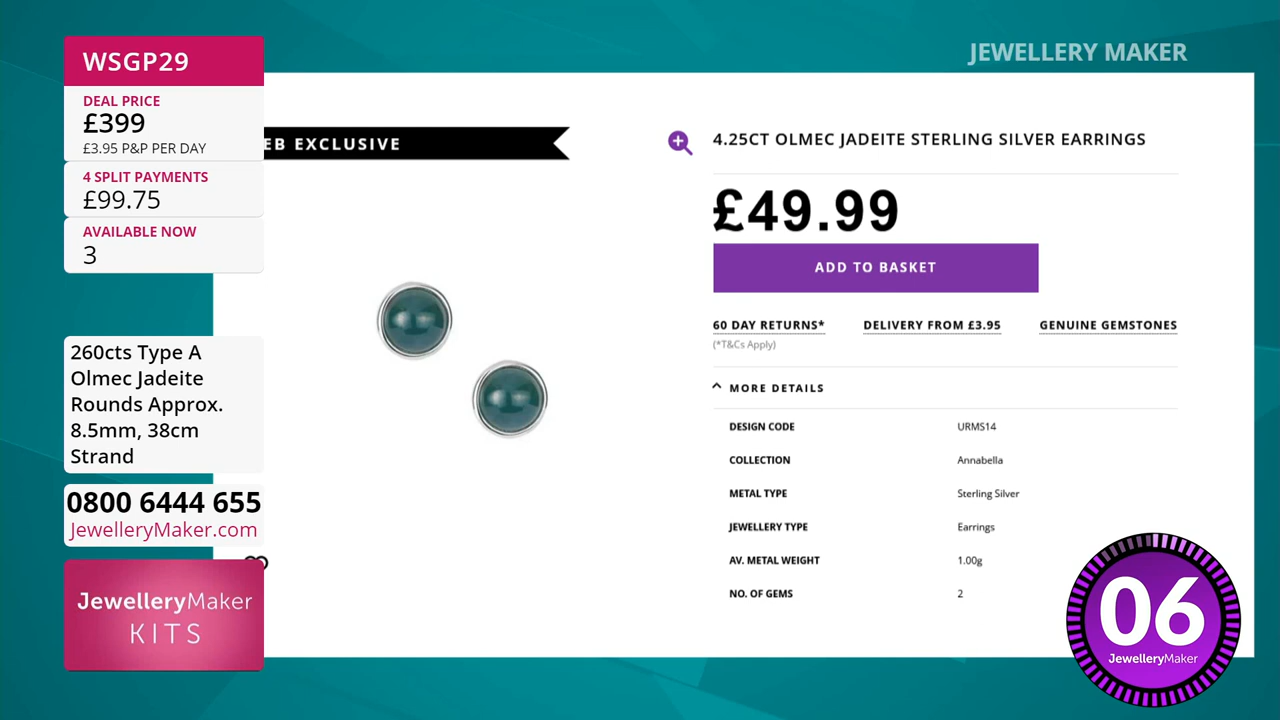 WSGP29
DEAL PRICE
£399
£3.95 P&P PER DAY
4 SPLIT PAYMENTS
£99.75
AVAILABLE NOW
3
260cts Type A
Olmec Jadeite
Rounds Approx.
8.5mm, 38cm
Strand
0800 6444 655
JewelleryMaker.com
JewelleryMaker
KITS
JEWELLERY MAKER
EB EXCLUSIVE
4.25CT OLMEC JADEITE STERLING SILVER EARRINGS
£49.99
ADD TO BASKET
60 DAY RETURNS* DELIVERY FROM £3.95 GENUINE GEMSTONES
(*T&Cs Apply)
MORE DETAILS
DESIGN CODE URMS14
COLLECTION Annabella
METAL TYPE Sterling Silver
JEWELLERY TYPE Earrings
AV. METAL WEIGHT 1.00g
NO. OF GEMS 2
06
JewelleryMaker